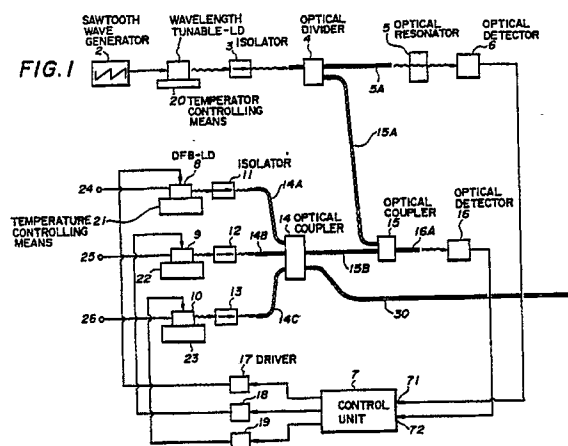 FIG. 1
SAWTOOTH
WAVE
GENERATOR
2
WAVELENGTH
TUNABLE-LD
1
ISOLATOR
3
OPTICAL
DIVIDER
4
OPTICAL
RESONATOR
5
OPTICAL
DETECTOR
6
5A
20 TEMPERATOR
CONTROLLING
MEANS
15A
DFB-LD
8
ISOLATOR
11
14A
24
TEMPERATURE 21
CONTROLLING
MEANS
14
OPTICAL
COUPLER
OPTICAL
COUPLER
15
OPTICAL
DETECTOR
16
16A
9
12
14B
15B
25
22
10
13
14C
30
26
23
17 DRIVER
7
CONTROL
UNIT
71
72
18
19